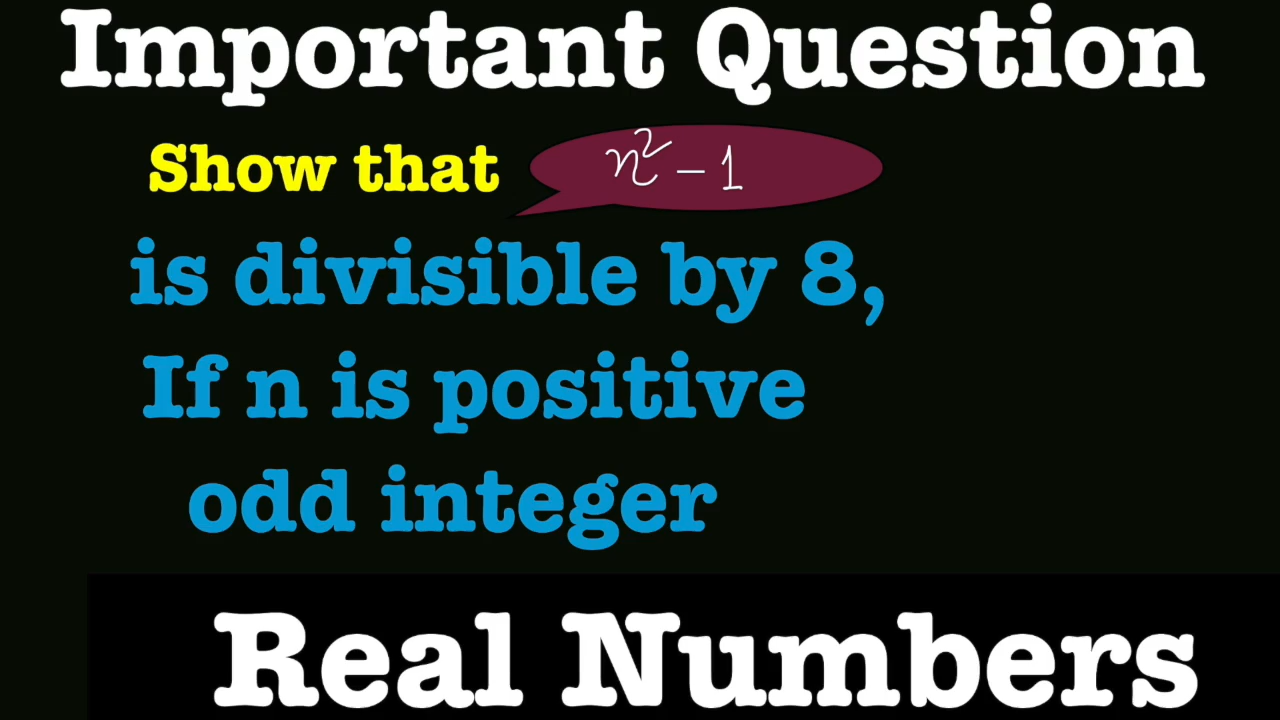 Important Question
Show that n² – 1
is divisible by 8,
If n is positive
odd integer
Real Numbers